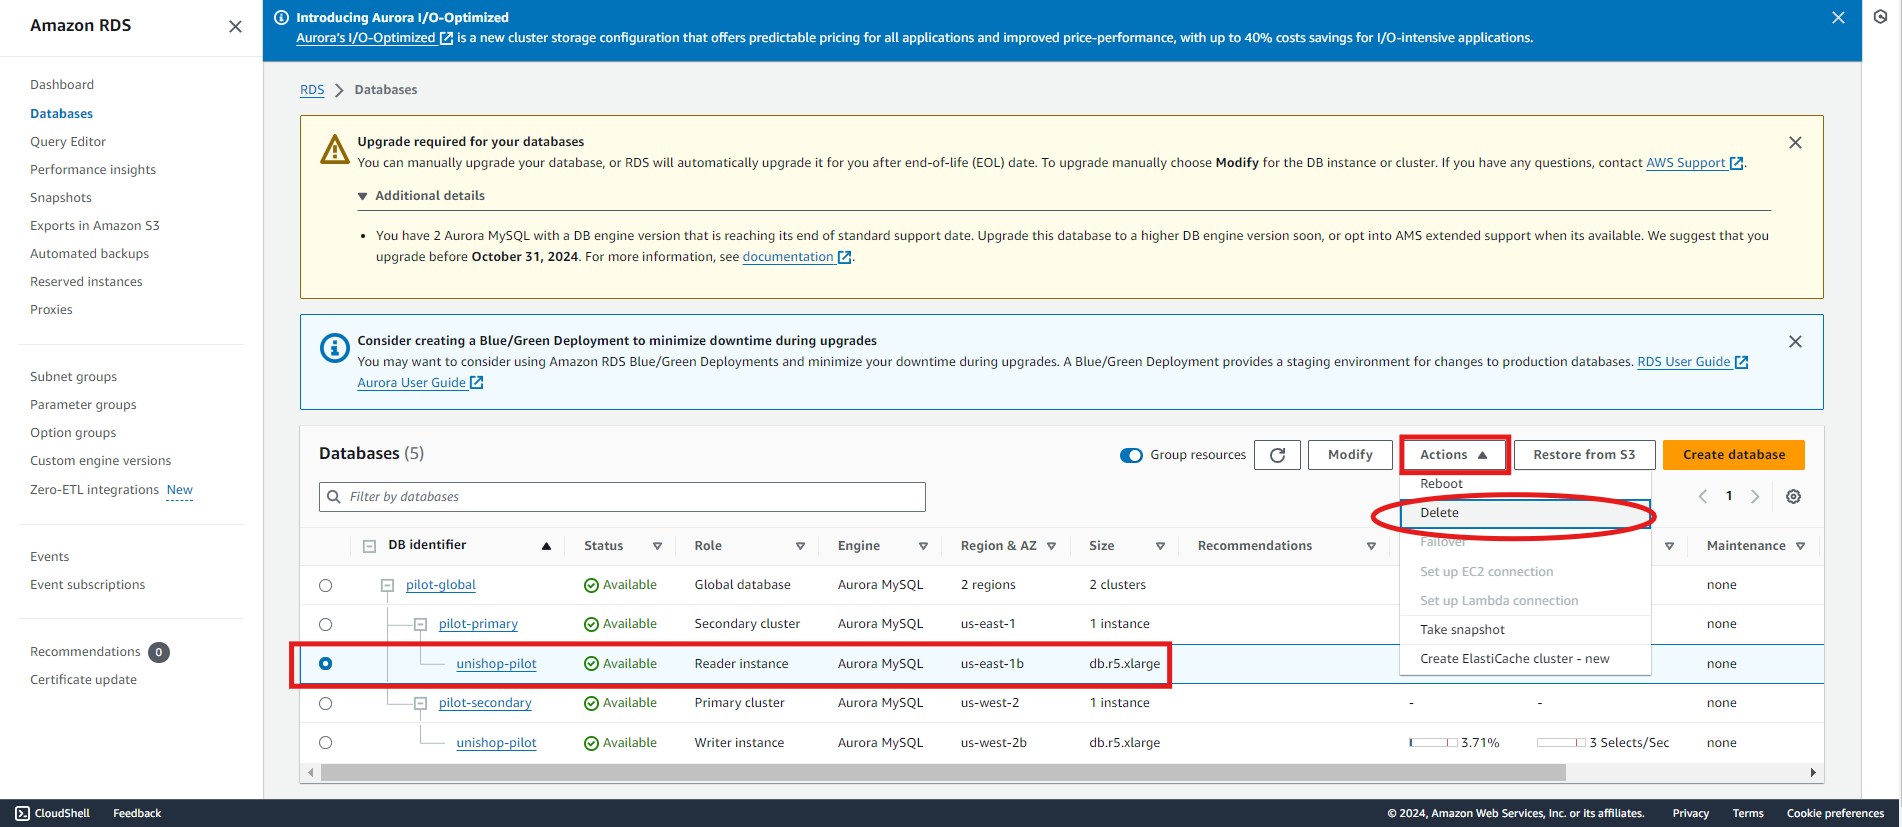 Amazon RDS
Dashboard
Databases
Query Editor
Performance insights
Snapshots
Exports in Amazon S3
Automated backups
Reserved instances
Proxies
Subnet groups
Parameter groups
Option groups
Custom engine versions
Zero-ETL integrations New
Events
Event subscriptions
Recommendations 0
Certificate update
Introducing Aurora I/O-Optimized
Aurora's I/O-Optimized is a new cluster storage configuration that offers predictable pricing for all applications and improved price-performance, with up to 40% costs savings for I/O-intensive applications.
RDS > Databases
Upgrade required for your databases
You can manually upgrade your database, or RDS will automatically upgrade it for you after end-of-life (EOL) date. To upgrade manually choose Modify for the DB instance or cluster. If you have any questions, contact AWS Support.
Additional details
• You have 2 Aurora MySQL with a DB engine version that is reaching its end of standard support date. Upgrade this database to a higher DB engine version soon, or opt into AMS extended support when its available. We suggest that you
upgrade before October 31, 2024. For more information, see documentation.
Consider creating a Blue/Green Deployment to minimize downtime during upgrades
You may want to consider using Amazon RDS Blue/Green Deployments and minimize your downtime during upgrades. A Blue/Green Deployment provides a staging environment for changes to production databases. RDS User Guide
Aurora User Guide
Databases (5)
Group resources
Modify
Actions
Restore from S3
Create database
Filter by databases
1
Reboot
Delete
Failover
Set up EC2 connection
Set up Lambda connection
Take snapshot
Create ElastiCache cluster - new
DB identifier Status Role Engine Region & AZ Size Recommendations Maintenance
pilot-global Available Global database Aurora MySQL 2 regions 2 clusters none
pilot-primary Available Secondary cluster Aurora MySQL us-east-1 1 instance none
unishop-pilot Available Reader instance Aurora MySQL us-east-1b db.r5.xlarge none
pilot-secondary Available Primary cluster Aurora MySQL us-west-2 1 instance - - none
unishop-pilot Available Writer instance Aurora MySQL us-west-2b db.r5.xlarge 3.71% 3 Selects/Sec none
CloudShell Feedback © 2024, Amazon Web Services, Inc. or its affiliates. Privacy Terms Cookie preferences